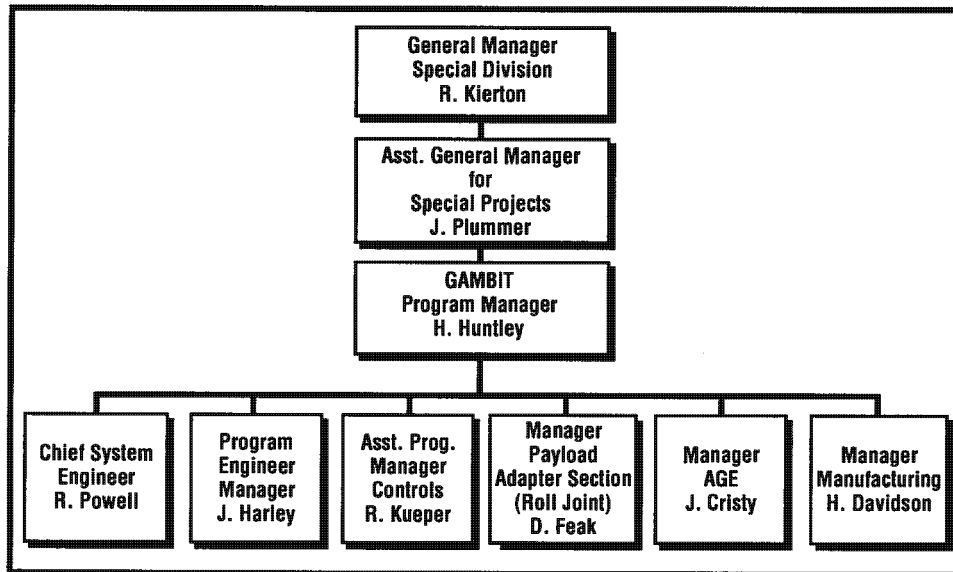 General Manager
Special Division
R. Kierton
Asst. General Manager
for
Special Projects
J. Plummer
GAMBIT
Program Manager
H. Huntley
Chief System
Engineer
R. Powell
Program
Engineer
Manager
J. Harley
Asst. Prog.
Manager
Controls
R. Kueper
Manager
Payload
Adapter Section
(Roll Joint)
D. Feak
Manager
AGE
J. Cristy
Manager
Manufacturing
H. Davidson